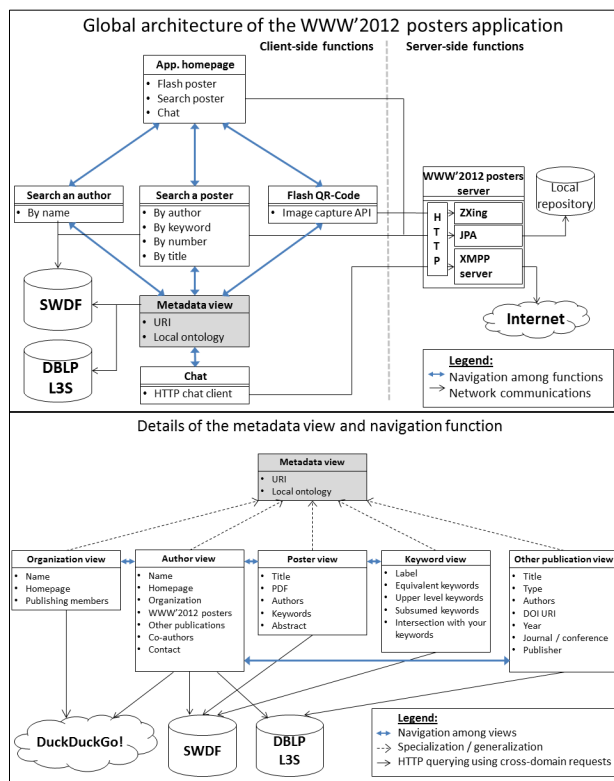 Global architecture of the WWW'2012 posters application
Client-side functions
Server-side functions
App. homepage
• Flash poster
• Search poster
• Chat
Search an author
• By name
Search a poster
• By author
• By keyword
• By number
• By title
Flash QR-Code
• Image capture API
WWW'2012 posters
server
H
T
T
P
ZXing
JPA
XMPP
server
Local
repository
SWDF
Metadata view
• URI
• Local ontology
Internet
DBLP
L3S
Chat
• HTTP chat client
Legend:
Navigation among functions
Network communications
Details of the metadata view and navigation function
Metadata view
• URI
• Local ontology
Organization view
• Name
• Homepage
• Publishing members
Author view
• Name
• Homepage
• Organization
• WWW'2012 posters
• Other publications
• Co-authors
• Contact
Poster view
• Title
• PDF
• Authors
• Keywords
• Abstract
Keyword view
• Label
• Equivalent keywords
• Upper level keywords
• Subsumed keywords
• Intersection with your
keywords
Other publication view
• Title
• Type
• Authors
• DOI URI
• Year
• Journal / conference
• Publisher
DuckDuckGo!
SWDF
DBLP
L3S
Legend:
Navigation among views
Specialization / generalization
HTTP querying using cross-domain requests